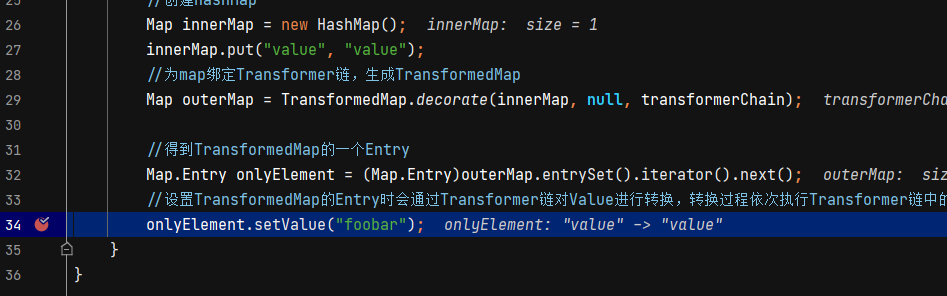 25 //创建HashMap
26 Map innerMap = new HashMap(); innerMap: size = 1
27 innerMap.put("value", "value");
28 //为map绑定Transformer链，生成TransformedMap
29 Map outerMap = TransformedMap.decorate(innerMap, null, transformerChain); transformerCha
30
31 //得到TransformedMap的一个Entry
32 Map.Entry onlyElement = (Map.Entry)outerMap.entrySet().iterator().next(); outerMap: siz
33 //设置TransformedMap的Entry时会通过Transformer链对Value进行转换，转换过程依次执行Transformer链中的
34 onlyElement.setValue("foobar"); onlyElement: "value" -> "value"
35 }
36 }